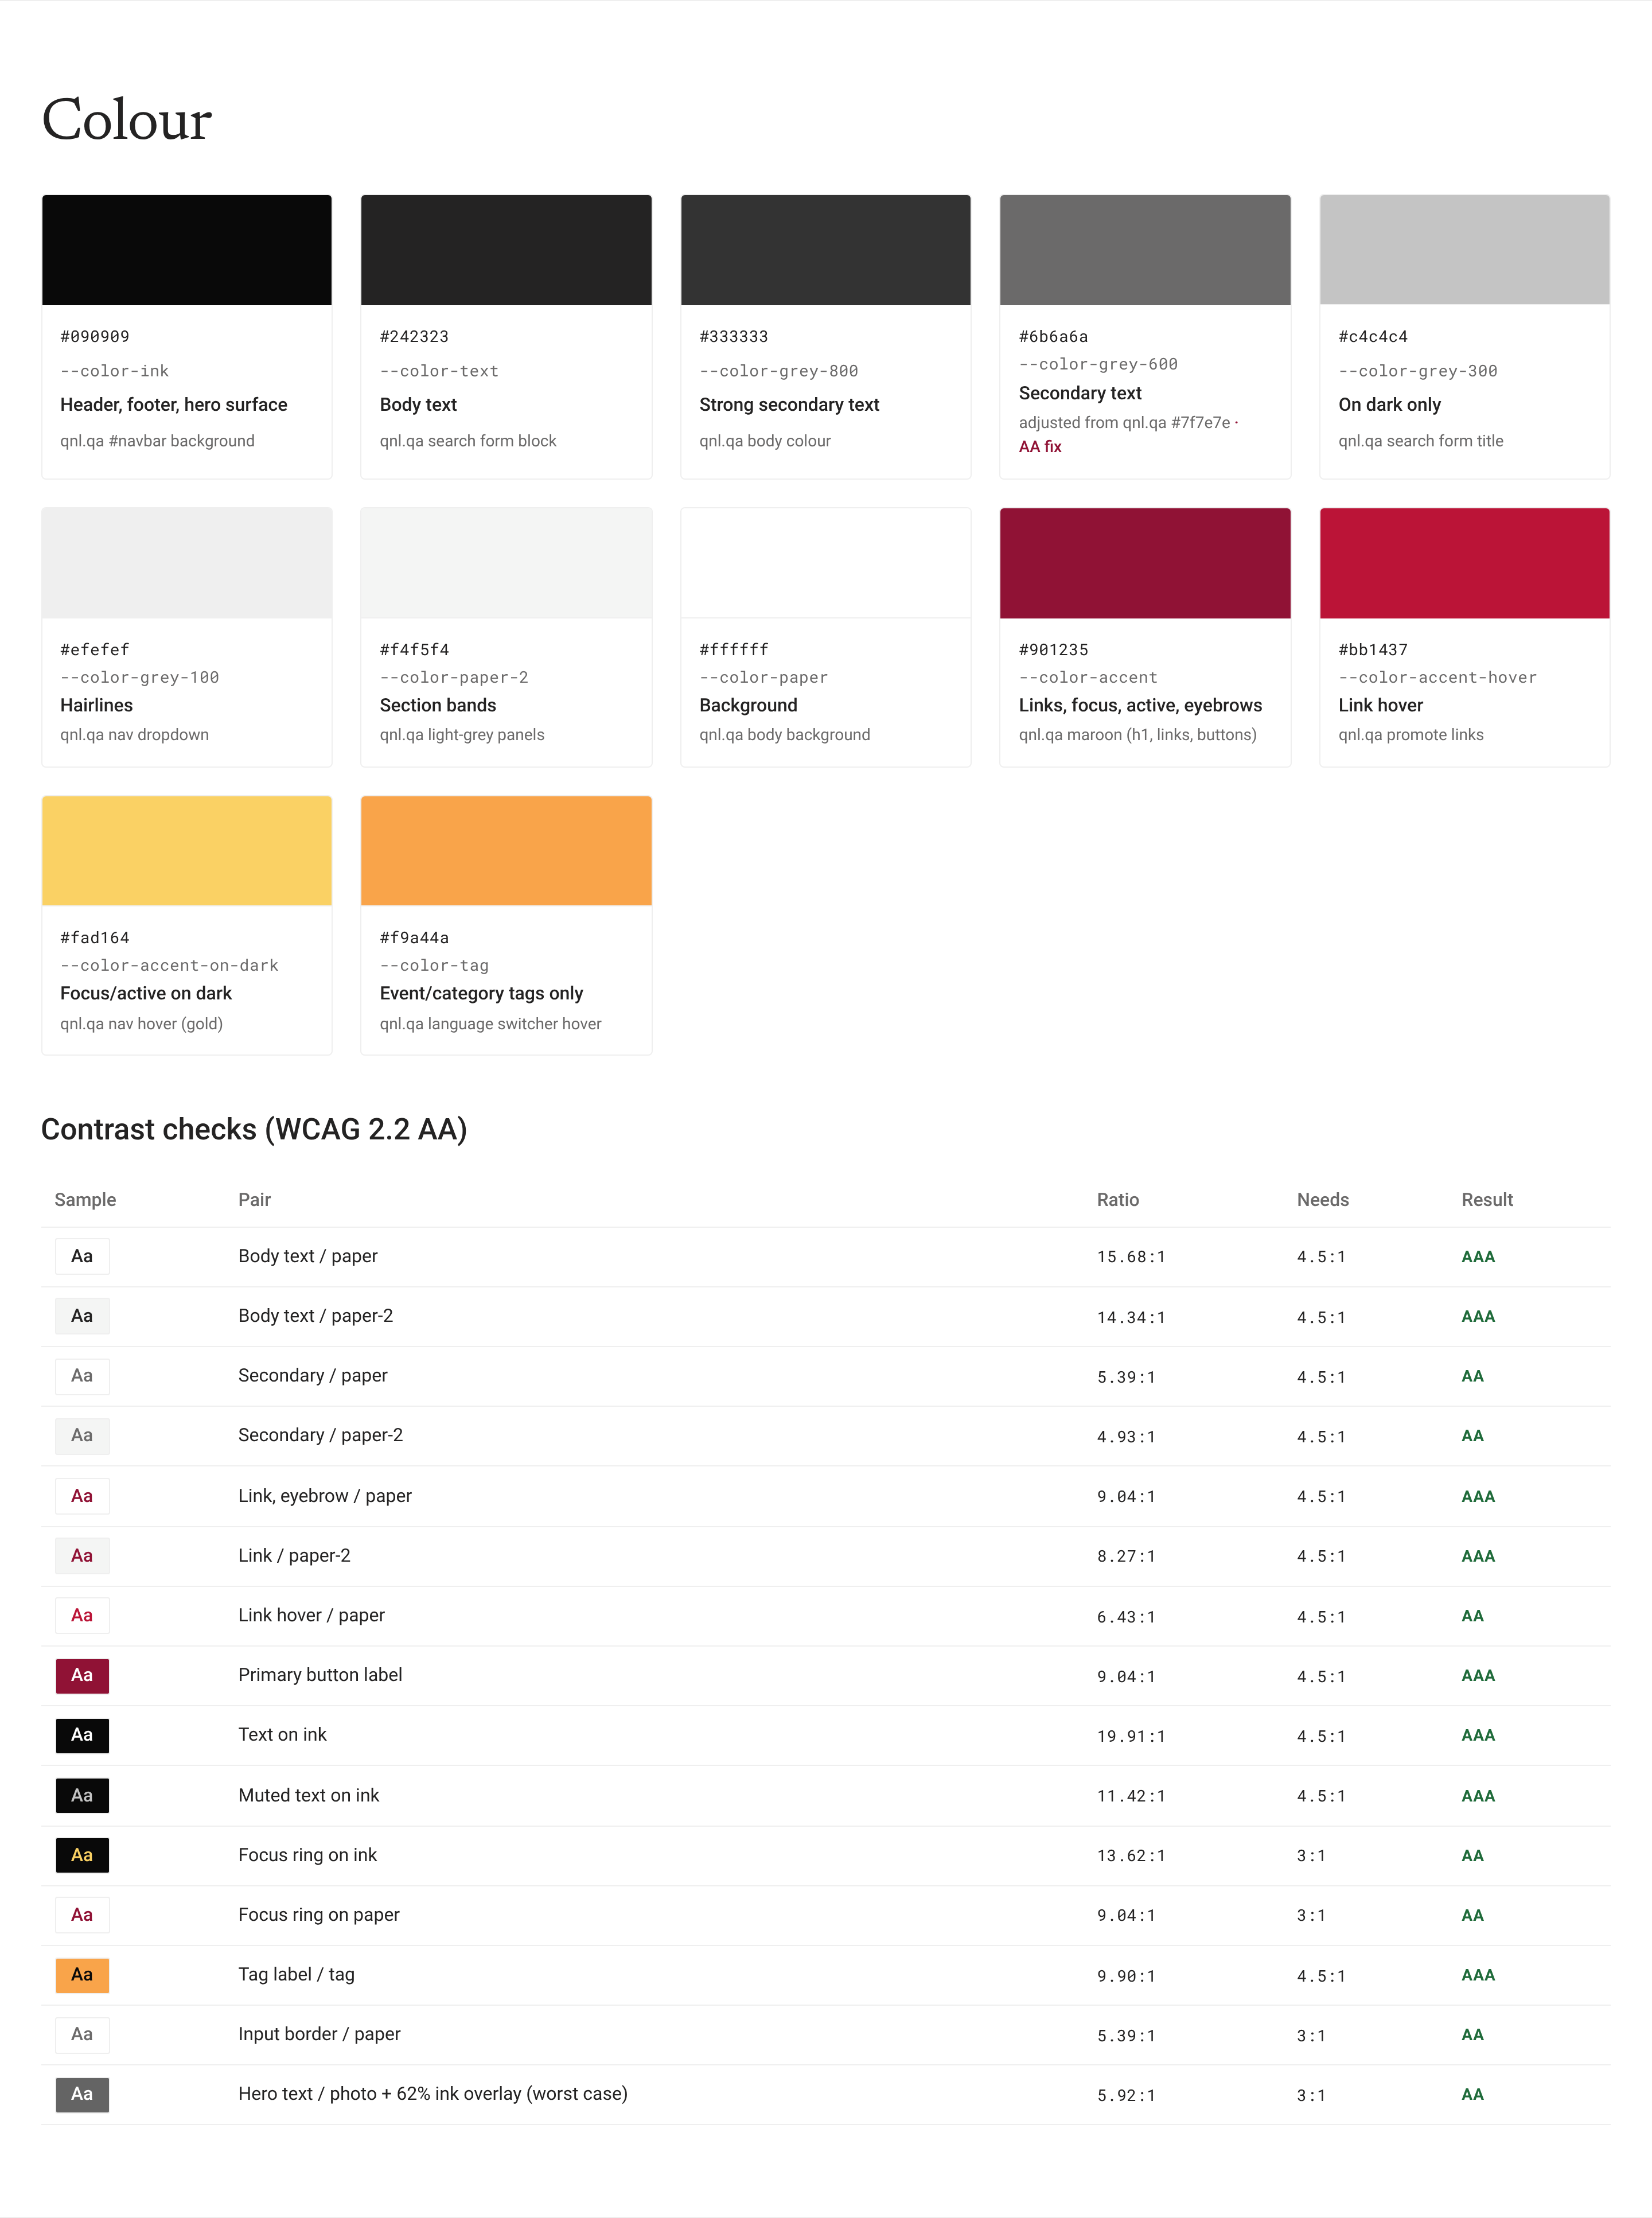 Colour
#090909
--color-ink
Header, footer, hero surface
qnl.qa #navbar background
#242323
--color-text
Body text
qnl.qa search form block
#333333
--color-grey-800
Strong secondary text
qnl.qa body colour
#6b6a6a
--color-grey-600
Secondary text
adjusted from qnl.qa #7f7e7e ·
AA fix
#c4c4c4
--color-grey-300
On dark only
qnl.qa search form title
#efefef
--color-grey-100
Hairlines
qnl.qa nav dropdown
#f4f5f4
--color-paper-2
Section bands
qnl.qa light-grey panels
#ffffff
--color-paper
Background
qnl.qa body background
#901235
--color-accent
Links, focus, active, eyebrows
qnl.qa maroon (h1, links, buttons)
#bb1437
--color-accent-hover
Link hover
qnl.qa promote links
#fad164
--color-accent-on-dark
Focus/active on dark
qnl.qa nav hover (gold)
#f9a44a
--color-tag
Event/category tags only
qnl.qa language switcher hover
Contrast checks (WCAG 2.2 AA)
Sample Pair Ratio Needs Result
Aa Body text / paper 15.68:1 4.5:1 AAA
Aa Body text / paper-2 14.34:1 4.5:1 AAA
Aa Secondary / paper 5.39:1 4.5:1 AA
Aa Secondary / paper-2 4.93:1 4.5:1 AA
Aa Link, eyebrow / paper 9.04:1 4.5:1 AAA
Aa Link / paper-2 8.27:1 4.5:1 AAA
Aa Link hover / paper 6.43:1 4.5:1 AA
Aa Primary button label 9.04:1 4.5:1 AAA
Aa Text on ink 19.91:1 4.5:1 AAA
Aa Muted text on ink 11.42:1 4.5:1 AAA
Aa Focus ring on ink 13.62:1 3:1 AA
Aa Focus ring on paper 9.04:1 3:1 AA
Aa Tag label / tag 9.90:1 4.5:1 AAA
Aa Input border / paper 5.39:1 3:1 AA
Aa Hero text / photo + 62% ink overlay (worst case) 5.92:1 3:1 AA